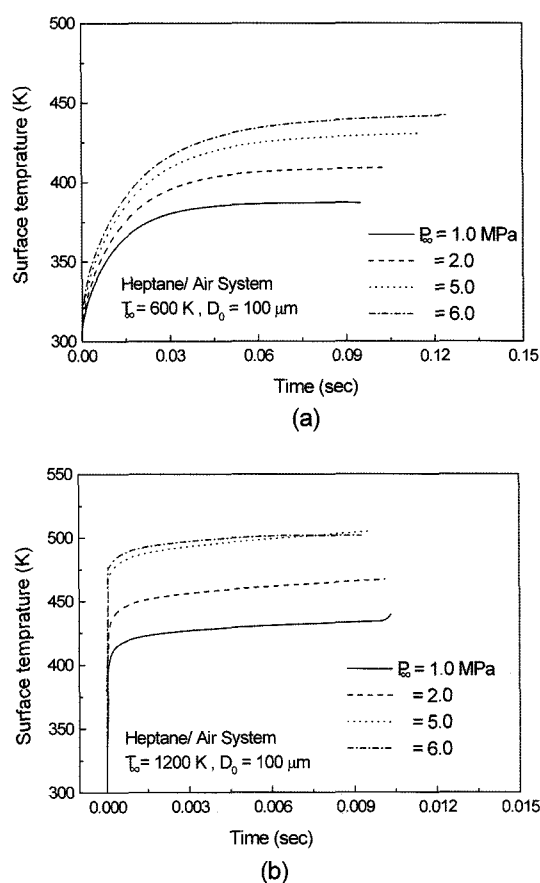 500
450
400
350
300
Surface temprature (K)
P∞ = 1.0 MPa
= 2.0
= 5.0
= 6.0
Heptane/ Air System
T∞ = 600 K , D₀ = 100 μm
0.00 0.03 0.06 0.09 0.12 0.15
Time (sec)
(a)
550
500
450
400
350
300
Surface temprature (K)
P∞ = 1.0 MPa
= 2.0
= 5.0
= 6.0
Heptane/ Air System
T∞ = 1200 K , D₀ = 100 μm
0.000 0.003 0.006 0.009 0.012 0.015
Time (sec)
(b)